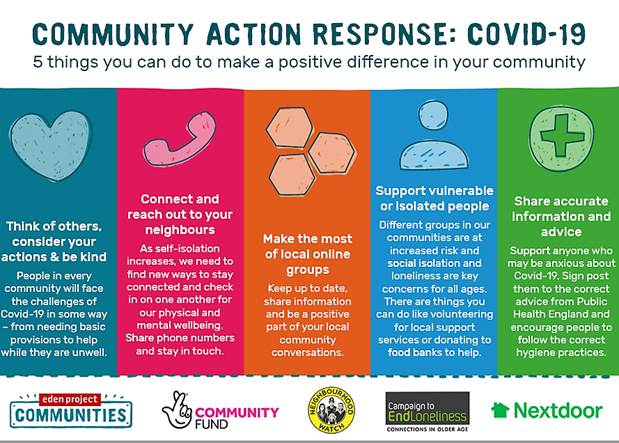 COMMUNITY ACTION RESPONSE: COVID-19
5 things you can do to make a positive difference in your community
Think of others,
consider your
actions & be kind
People in every
community will face
the challenges of
Covid-19 in some way
– from needing basic
provisions to help
while they are unwell.
Connect and
reach out to your
neighbours
As self-isolation
increases, we need to
find new ways to stay
connected and check
in on one another for
our physical and
mental wellbeing.
Share phone numbers
and stay in touch.
Make the most
of local online
groups
Keep up to date,
share information
and be a positive
part of your local
community
conversations.
Support vulnerable
or isolated people
Different groups in our
communities are at
increased risk and
social isolation and
loneliness are key
concerns for all ages.
There are things you
can do like volunteering
for local support
services or donating to
food banks to help.
Share accurate
information and
advice
Support anyone who
may be anxious about
Covid-19. Sign post
them to the correct
advice from Public
Health England and
encourage people to
follow the correct
hygiene practices.
eden project
COMMUNITIES
COMMUNITY
FUND
NEIGHBOURHOOD
WATCH
Campaign to
EndLoneliness
CONNECTIONS IN OLDER AGE
Nextdoor